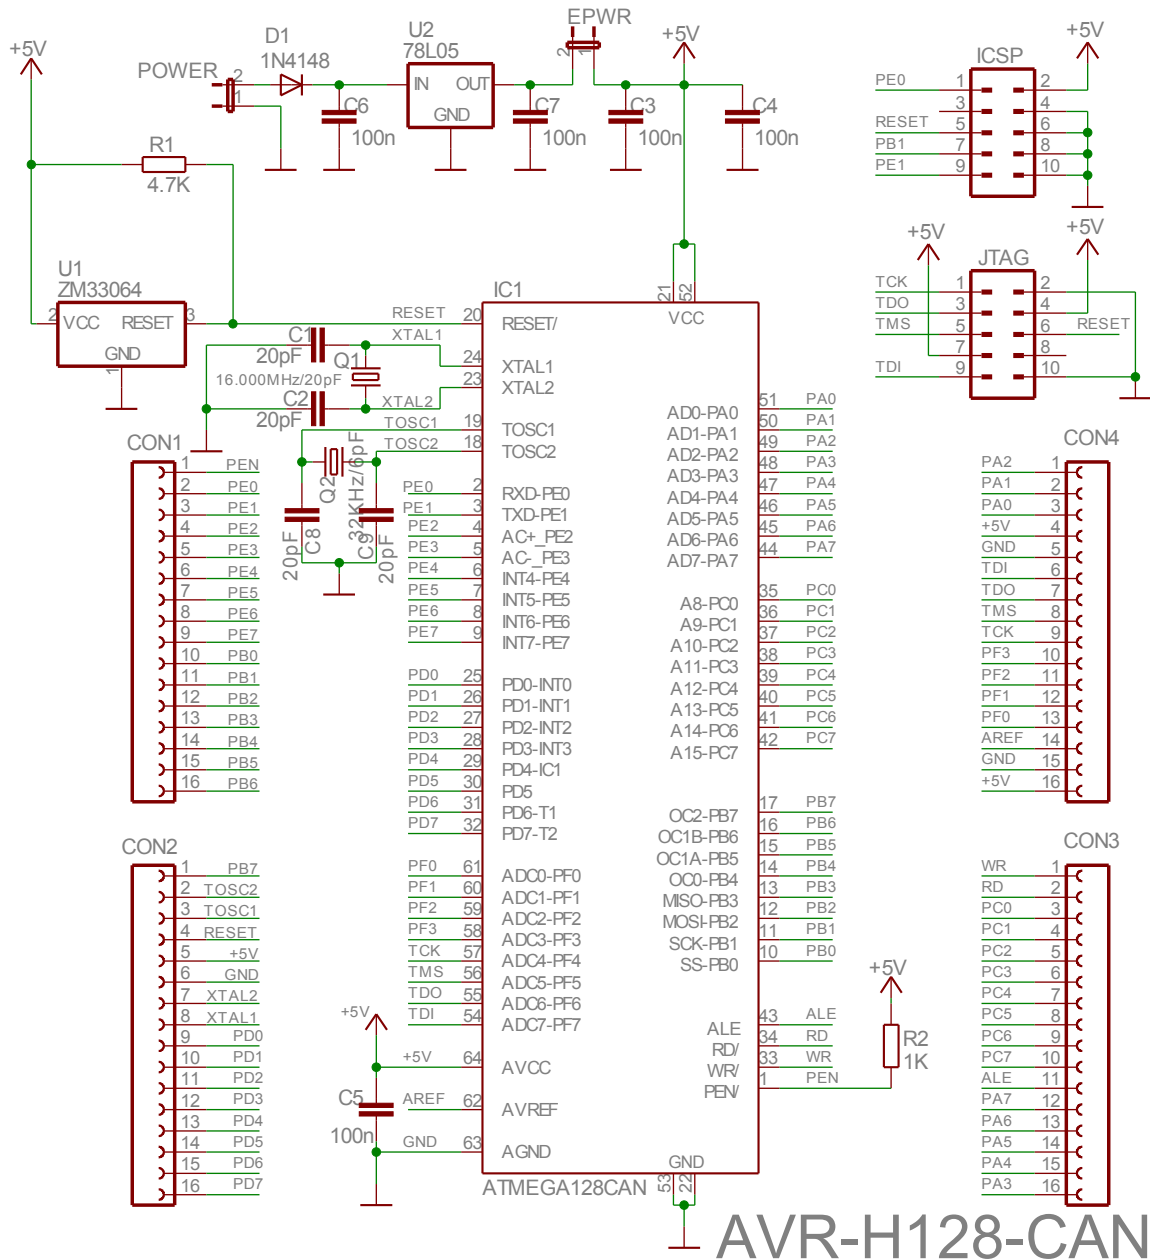 +5V
POWER
2
1
D1
1N4148
C6
100n
U2
78L05
IN
OUT
GND
C7
100n
EPWR
2
1
C3
100n
+5V
C4
100n
R1
4.7K
U1
ZM33064
2
VCC
RESET
3
GND
1
ICSP
+5V
PE0 1 2
3 4
RESET 5 6
PB1 7 8
PE1 9 10
+5V
+5V
JTAG
TCK 1 2
TDO 3 4
TMS 5 6 RESET
7 8
TDI 9 10
C1
20pF
Q1
16.000MHz/20pF
C2
20pF
Q2
32KHz/6pF
C8
20pF
C9
20pF
IC1
21
52
VCC
RESET 20 RESET/
XTAL1 24 XTAL1
XTAL2 23 XTAL2
TOSC1 19 TOSC1
TOSC2 18 TOSC2
PE0 2 RXD-PE0
PE1 3 TXD-PE1
PE2 4 AC+_PE2
PE3 5 AC-_PE3
PE4 6 INT4-PE4
PE5 7 INT5-PE5
PE6 8 INT6-PE6
PE7 9 INT7-PE7
PD0 25 PD0-INT0
PD1 26 PD1-INT1
PD2 27 PD2-INT2
PD3 28 PD3-INT3
PD4 29 PD4-IC1
PD5 30 PD5
PD6 31 PD6-T1
PD7 32 PD7-T2
PF0 61 ADC0-PF0
PF1 60 ADC1-PF1
PF2 59 ADC2-PF2
PF3 58 ADC3-PF3
TCK 57 ADC4-PF4
TMS 56 ADC5-PF5
TDO 55 ADC6-PF6
TDI 54 ADC7-PF7
+5V
+5V 64 AVCC
AREF 62 AVREF
GND 63 AGND
C5
100n
AD0-PA0 51 PA0
AD1-PA1 50 PA1
AD2-PA2 49 PA2
AD3-PA3 48 PA3
AD4-PA4 47 PA4
AD5-PA5 46 PA5
AD6-PA6 45 PA6
AD7-PA7 44 PA7
A8-PC0 35 PC0
A9-PC1 36 PC1
A10-PC2 37 PC2
A11-PC3 38 PC3
A12-PC4 39 PC4
A13-PC5 40 PC5
A14-PC6 41 PC6
A15-PC7 42 PC7
OC2-PB7 17 PB7
OC1B-PB6 16 PB6
OC1A-PB5 15 PB5
OC0-PB4 14 PB4
MISO-PB3 13 PB3
MOSI-PB2 12 PB2
SCK-PB1 11 PB1
SS-PB0 10 PB0
ALE 43 ALE
RD/ 34 RD
WR/ 33 WR
PEN/ 1 PEN
+5V
R2
1K
GND
53
22
ATMEGA128CAN
CON1
1 PEN
2 PE0
3 PE1
4 PE2
5 PE3
6 PE4
7 PE5
8 PE6
9 PE7
10 PB0
11 PB1
12 PB2
13 PB3
14 PB4
15 PB5
16 PB6
CON2
1 PB7
2 TOSC2
3 TOSC1
4 RESET
5 +5V
6 GND
7 XTAL2
8 XTAL1
9 PD0
10 PD1
11 PD2
12 PD3
13 PD4
14 PD5
15 PD6
16 PD7
CON4
PA2 1
PA1 2
PA0 3
+5V 4
GND 5
TDI 6
TDO 7
TMS 8
TCK 9
PF3 10
PF2 11
PF1 12
PF0 13
AREF 14
GND 15
+5V 16
CON3
WR 1
RD 2
PC0 3
PC1 4
PC2 5
PC3 6
PC4 7
PC5 8
PC6 9
PC7 10
ALE 11
PA7 12
PA6 13
PA5 14
PA4 15
PA3 16
AVR-H128-CAN